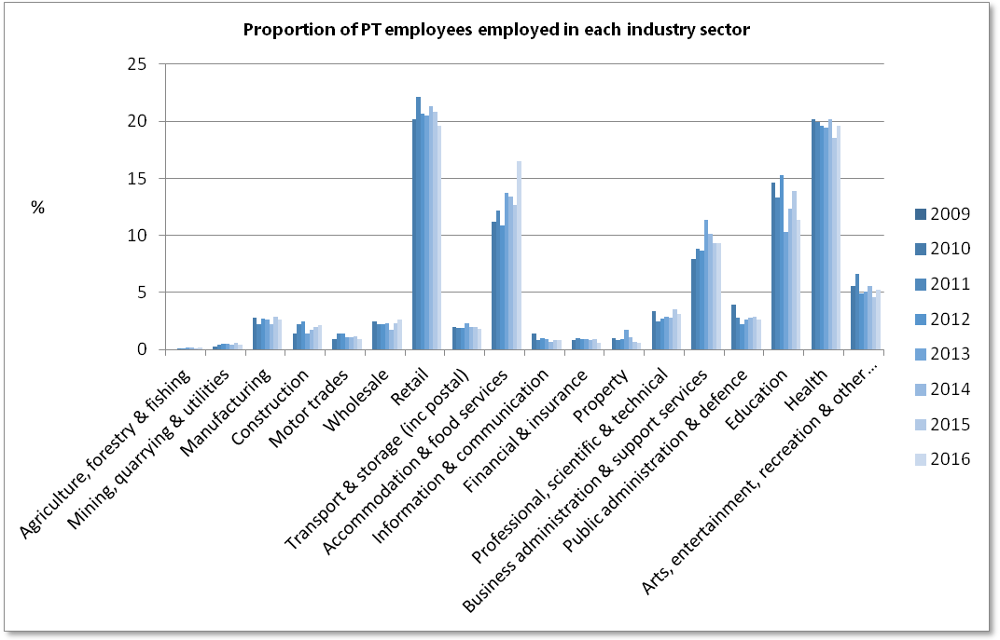 Proportion of PT employees employed in each industry sector
25
20
15
10
5
0
%
Agriculture, forestry & fishing
Mining, quarrying & utilities
Manufacturing
Construction
Motor trades
Wholesale
Retail
Transport & storage (inc postal)
Accommodation & food services
Information & communication
Financial & insurance
Property
Professional, scientific & technical
Business administration & support services
Public administration & defence
Education
Health
Arts, entertainment, recreation & other...
2009
2010
2011
2012
2013
2014
2015
2016